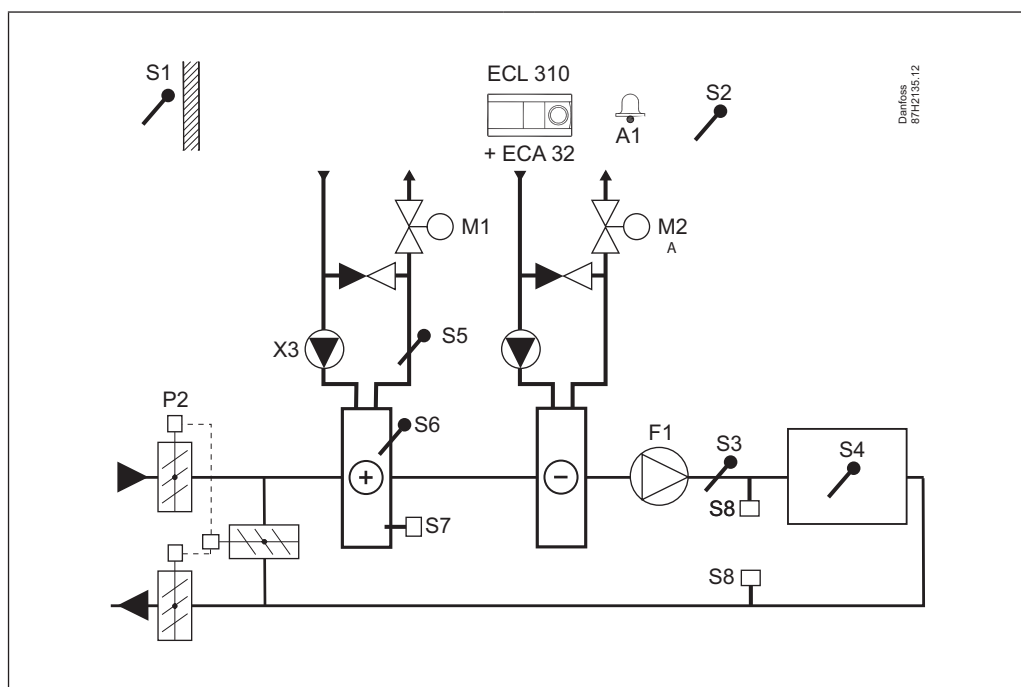 S1
ECL 310
+ ECA 32
A1
S2
Danfoss
87H2135.12
M1
M2
A
X3
S5
P2
S6
F1
S3
S4
S7
S8
S8